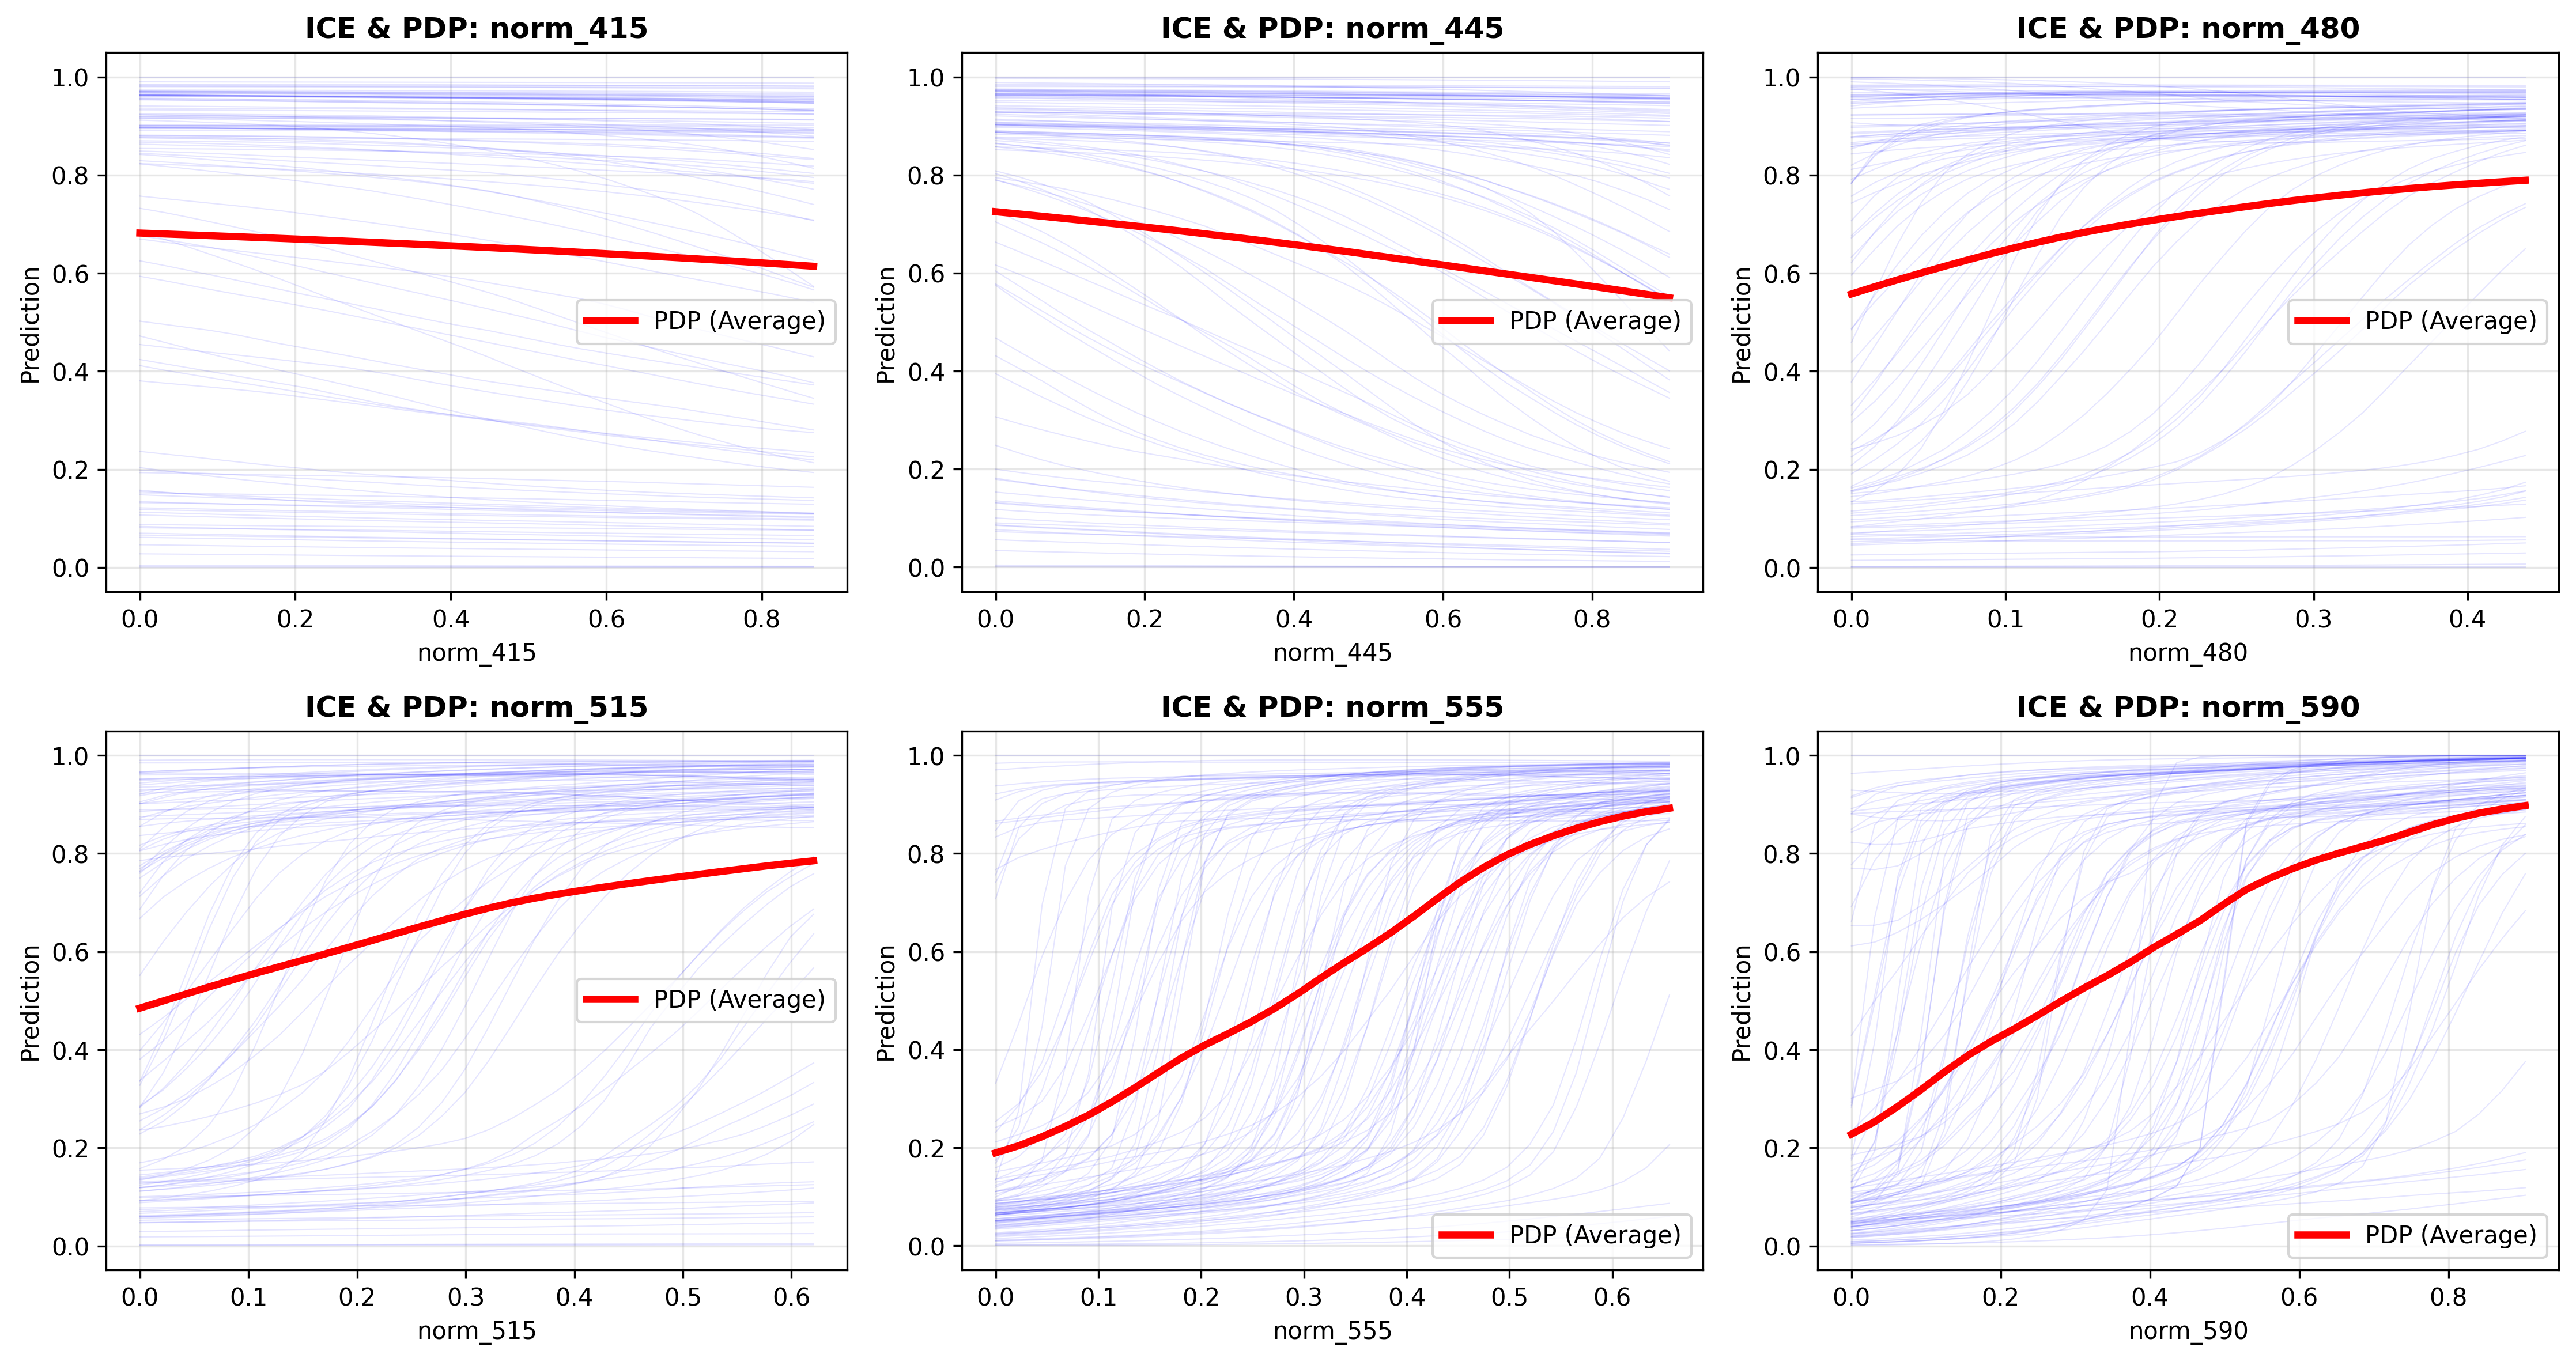 ICE & PDP: norm_415
1.0
0.8
0.6
0.4
0.2
0.0
Prediction
PDP (Average)
0.0 0.2 0.4 0.6 0.8
norm_415
ICE & PDP: norm_445
1.0
0.8
0.6
0.4
0.2
0.0
Prediction
PDP (Average)
0.0 0.2 0.4 0.6 0.8
norm_445
ICE & PDP: norm_480
1.0
0.8
0.6
0.4
0.2
0.0
Prediction
PDP (Average)
0.0 0.1 0.2 0.3 0.4
norm_480
ICE & PDP: norm_515
1.0
0.8
0.6
0.4
0.2
0.0
Prediction
PDP (Average)
0.0 0.1 0.2 0.3 0.4 0.5 0.6
norm_515
ICE & PDP: norm_555
1.0
0.8
0.6
0.4
0.2
0.0
Prediction
PDP (Average)
0.0 0.1 0.2 0.3 0.4 0.5 0.6
norm_555
ICE & PDP: norm_590
1.0
0.8
0.6
0.4
0.2
0.0
Prediction
PDP (Average)
0.0 0.2 0.4 0.6 0.8
norm_590